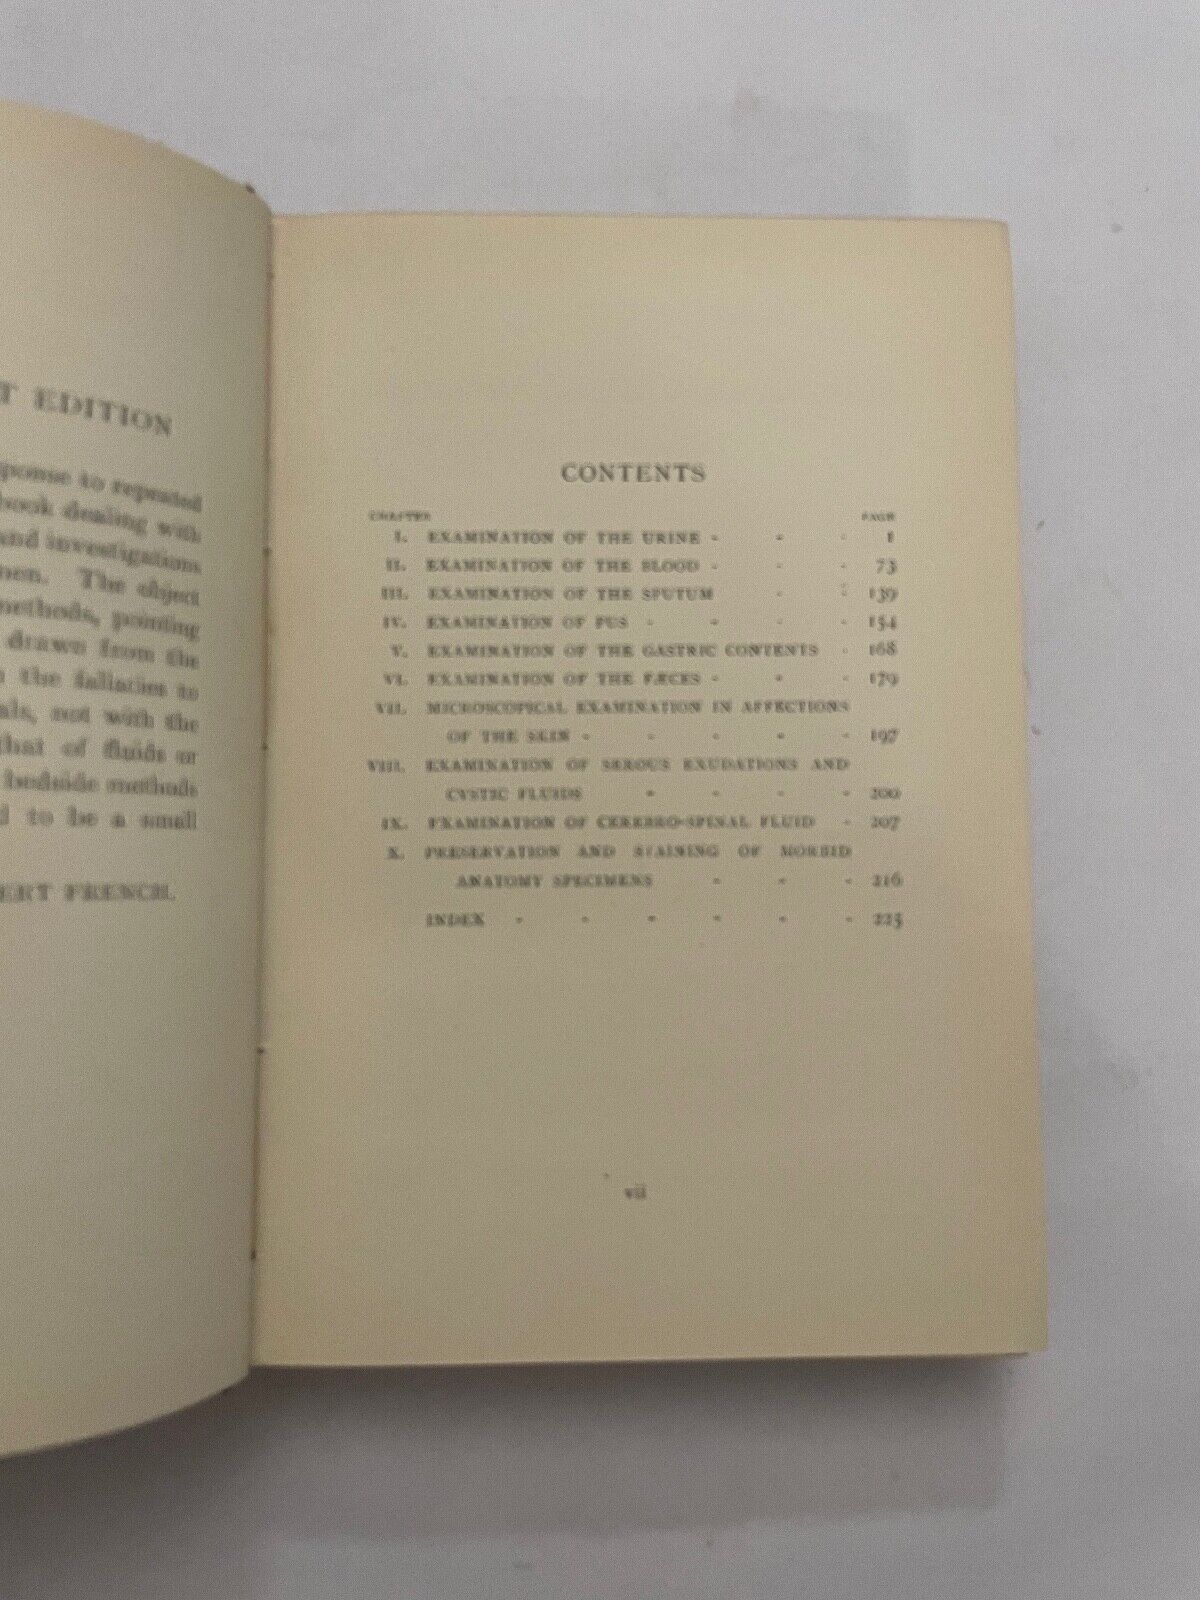 T EDITION
ponse to repeated
book dealing with
and investigations
men. The object
methods, pointing
drawn from the
the fallacies to
als, not with the
that of fluids or
bedside methods
d to be a small
ERT FRENCH.
CONTENTS
CHAPTER PAGE
I. EXAMINATION OF THE URINE - - - 1
II. EXAMINATION OF THE BLOOD - - - 73
III. EXAMINATION OF THE SPUTUM - - 139
IV. EXAMINATION OF PUS - - - - 154
V. EXAMINATION OF THE GASTRIC CONTENTS - 168
VI. EXAMINATION OF THE FÆCES - - - 179
VII. MICROSCOPICAL EXAMINATION IN AFFECTIONS
OF THE SKIN - - - - - 197
VIII. EXAMINATION OF SEROUS EXUDATIONS AND
CYSTIC FLUIDS - - - - 200
IX. EXAMINATION OF CEREBRO-SPINAL FLUID - 207
X. PRESERVATION AND STAINING OF MORBID
ANATOMY SPECIMENS - - - 216
INDEX - - - - - - 225
vii